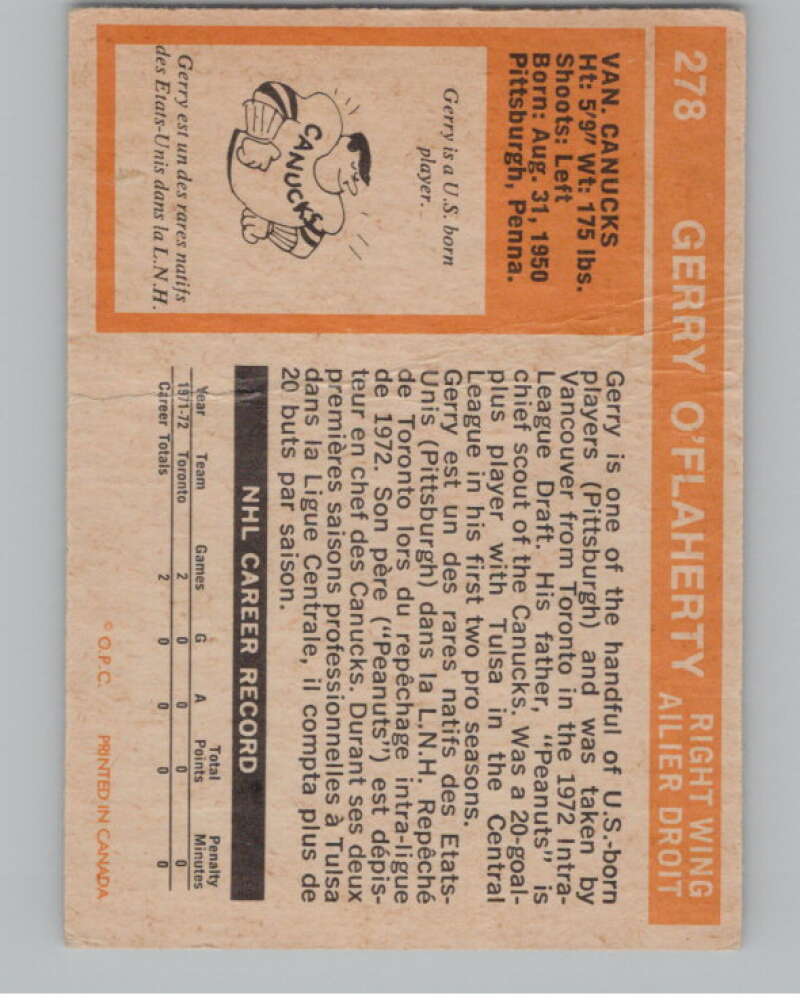 278 GERRY O'FLAHERTY RIGHT WING
AILIER DROIT
VAN. CANUCKS
Ht: 5'9" Wt: 175 lbs.
Shoots: Left
Born: Aug. 31, 1950
Pittsburgh, Penna.
Gerry is a U.S. born
player.
CANUCKS
Gerry est un des rares natifs
des Etats-Unis dans la L.N.H.
Gerry is one of the handful of U.S.-born
players (Pittsburgh) and was taken by
Vancouver from Toronto in the 1972 Intra-
League Draft. His father, "Peanuts" is
chief scout of the Canucks. Was a 20-goal-
plus player with Tulsa in the Central
League in his first two pro seasons.
Gerry est un des rares natifs des Etats-
Unis (Pittsburgh) dans la L.N.H. Repêché
de Toronto lors du repêchage intra-ligue
de 1972. Son père ("Peanuts") est dépis-
teur en chef des Canucks. Durant ses deux
premières saisons professionnelles à Tulsa
dans la Ligue Centrale, il compta plus de
20 buts par saison.
NHL CAREER RECORD
Year Team Games G A Total Points Penalty Minutes
1971-72 Toronto 2 0 0 0 0
Career Totals 2 0 0 0 0
© O.P.C. PRINTED IN CANADA